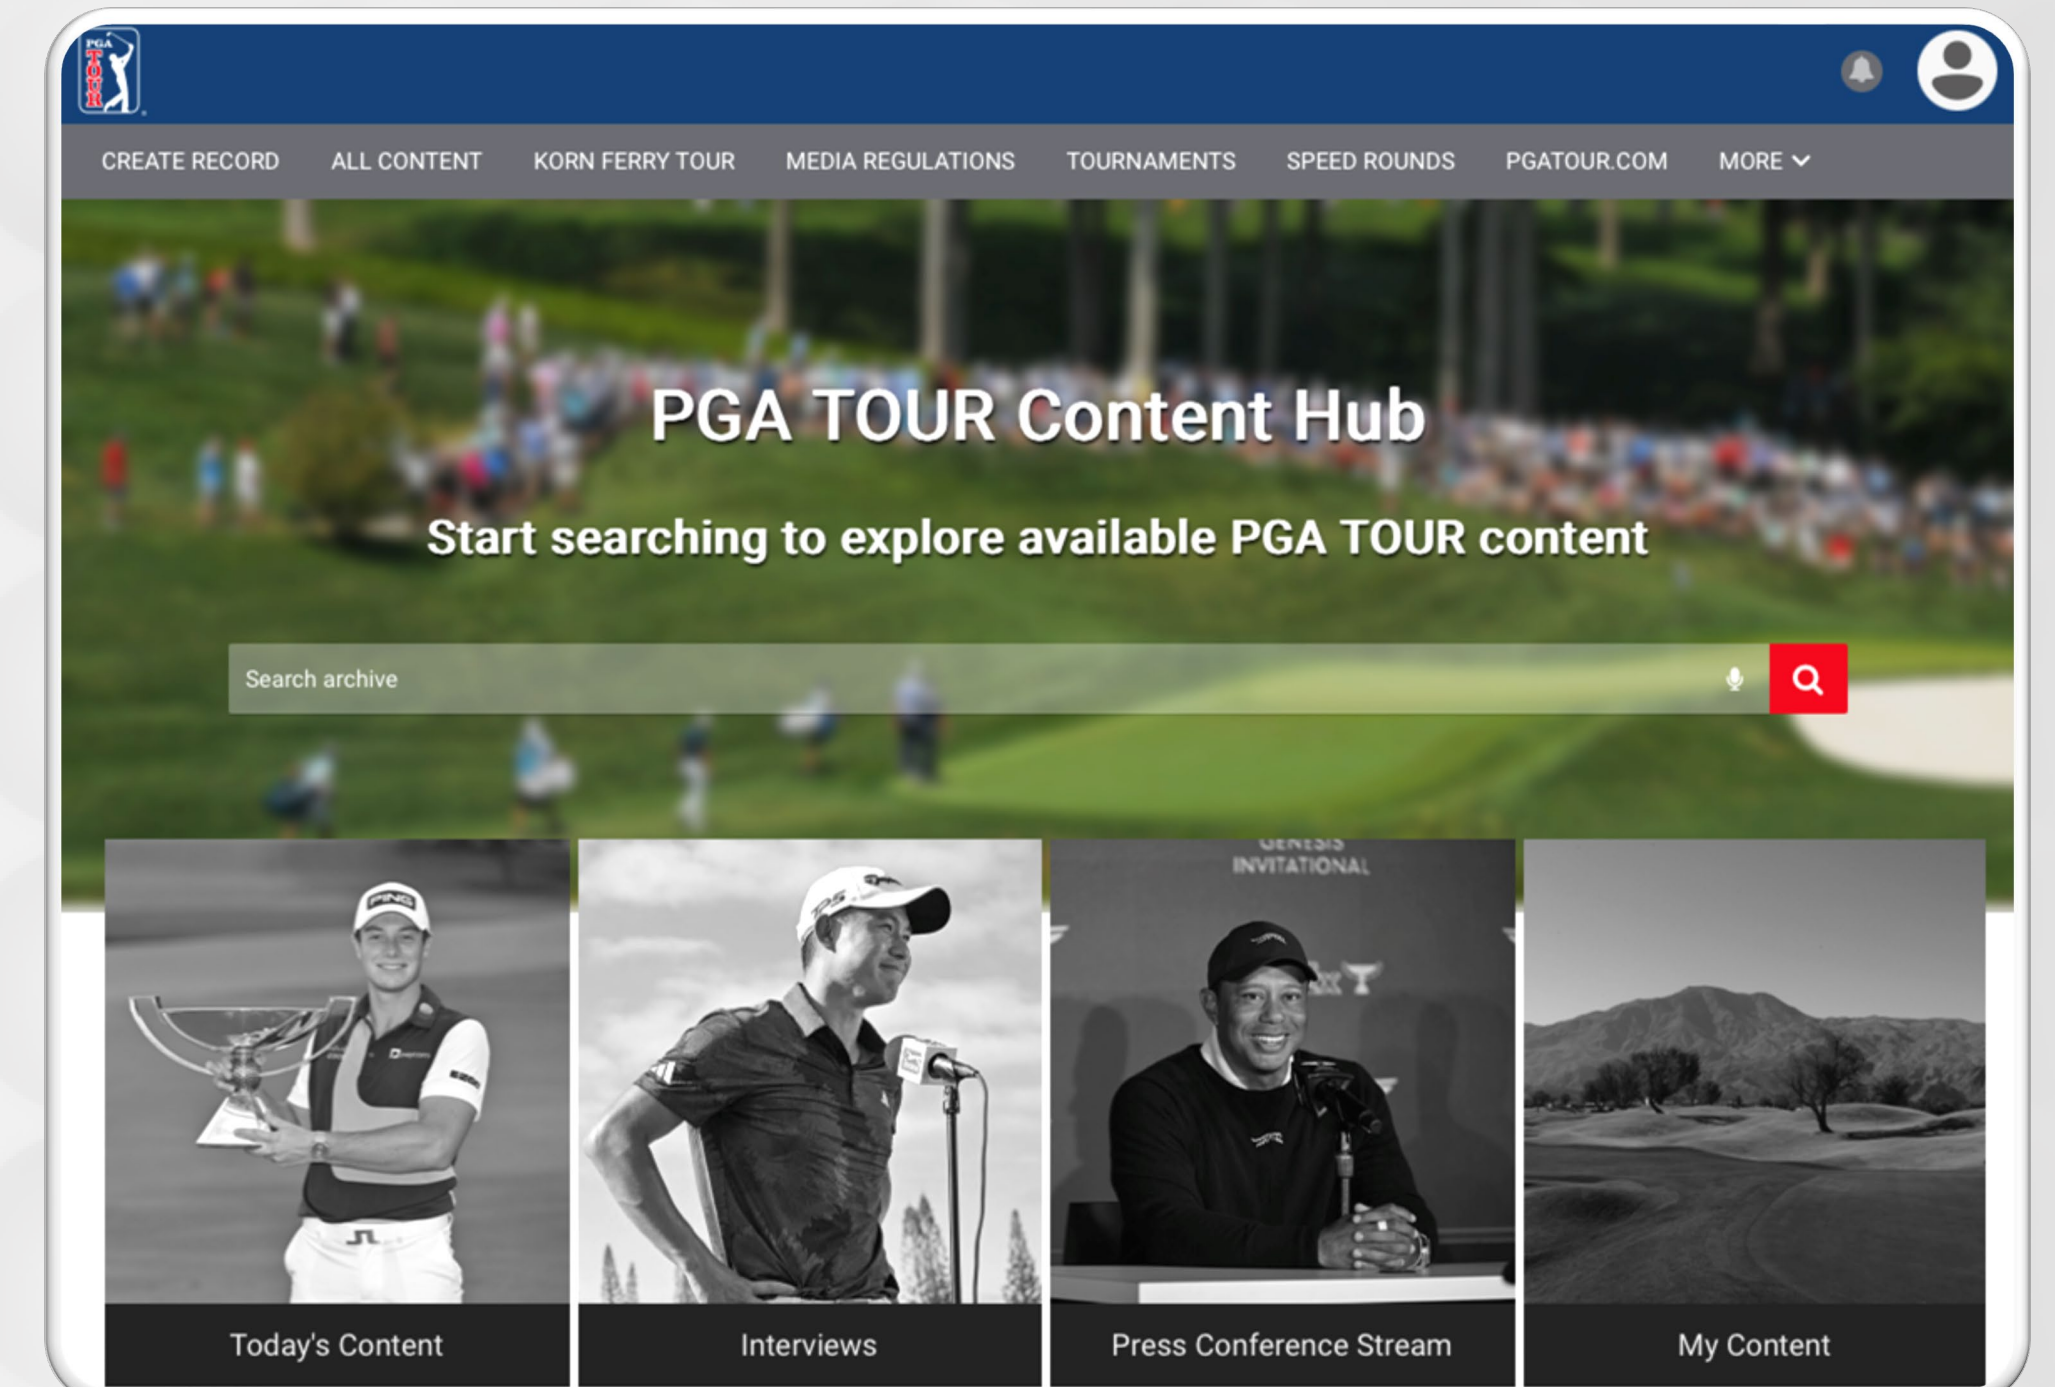 PGA
TOUR
CREATE RECORD
ALL CONTENT
KORN FERRY TOUR
MEDIA REGULATIONS
TOURNAMENTS
SPEED ROUNDS
PGATOUR.COM
MORE
PGA TOUR Content Hub
Start searching to explore available PGA TOUR content
Search archive
PING
GENESIS
INVITATIONAL
Today's Content
Interviews
Press Conference Stream
My Content